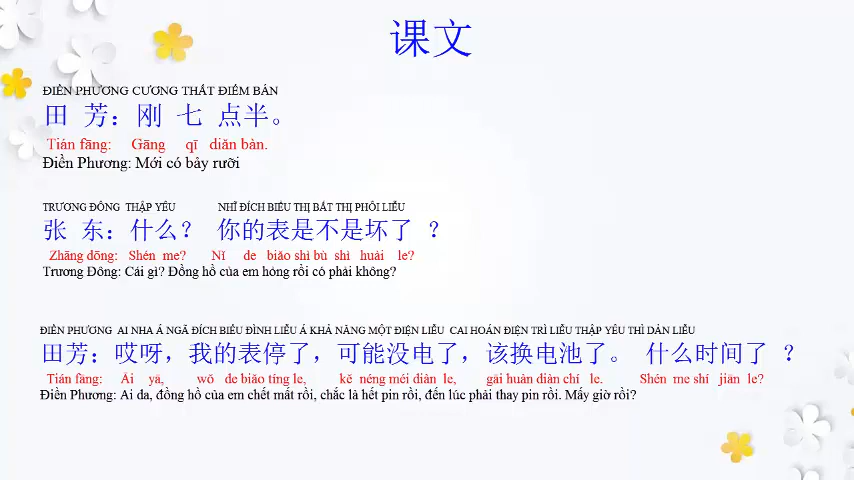 课文
ĐIỀN PHƯƠNG CƯƠNG THẤT ĐIỂM BÁN
田 芳：刚 七 点半。
Tián fāng: Gāng qī diǎn bàn.
Điền Phương: Mới có bảy rưỡi
TRƯƠNG ĐÔNG THẬP YÊU NHĨ ĐÍCH BIỂU THỊ BẤT THỊ PHÔI LIỄU
张 东：什么？ 你的表是不是坏了 ？
Zhāng dōng: Shén me? Nǐ de biǎo shì bù shì huài le?
Trương Đông: Cái gì? Đồng hồ của em hỏng rồi có phải không?
ĐIỀN PHƯƠNG AI NHA Á NGÃ ĐÍCH BIỂU ĐÌNH LIỄU Á KHẢ NĂNG MỘT ĐIỆN LIỄU CAI HOÁN ĐIỆN TRÌ LIỄU THẬP YÊU THÌ DÁN LIỄU
田芳：哎呀，我的表停了，可能没电了，该换电池了。 什么时间了 ？
Tián fāng: Āi yā, wǒ de biǎo tíng le, kě néng méi diàn le, gāi huàn diàn chí le. Shén me shí jiān le?
Điền Phương: Ai da, đồng hồ của em chết mất rồi, chắc là hết pin rồi, đến lúc phải thay pin rồi. Mấy giờ rồi?